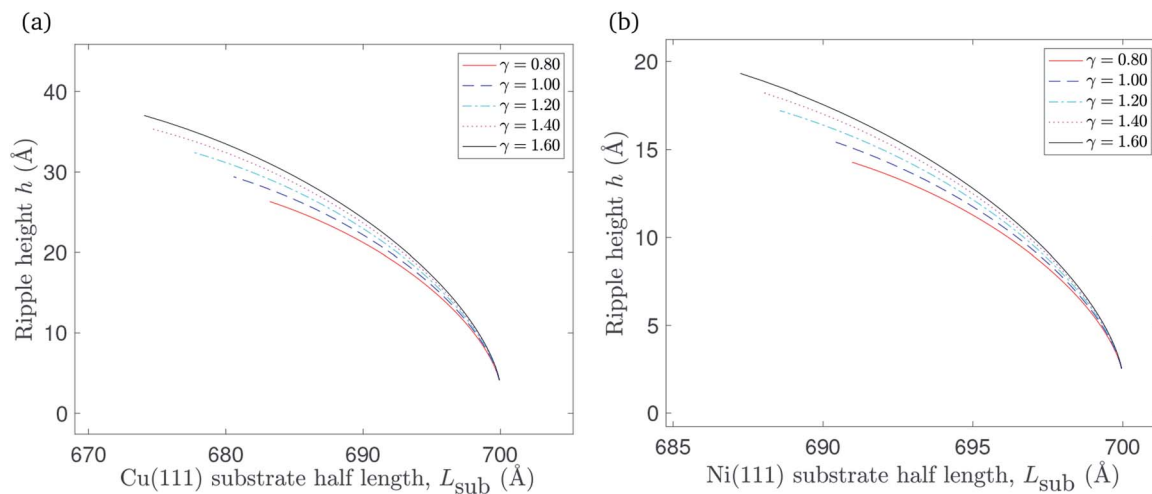 (a)
Ripple height h (Å)
40
30
20
10
0
670
680
690
700
Cu(111) substrate half length, L_sub (Å)
γ = 0.80
γ = 1.00
γ = 1.20
γ = 1.40
γ = 1.60
(b)
Ripple height h (Å)
20
15
10
5
0
685
690
695
700
Ni(111) substrate half length, L_sub (Å)
γ = 0.80
γ = 1.00
γ = 1.20
γ = 1.40
γ = 1.60